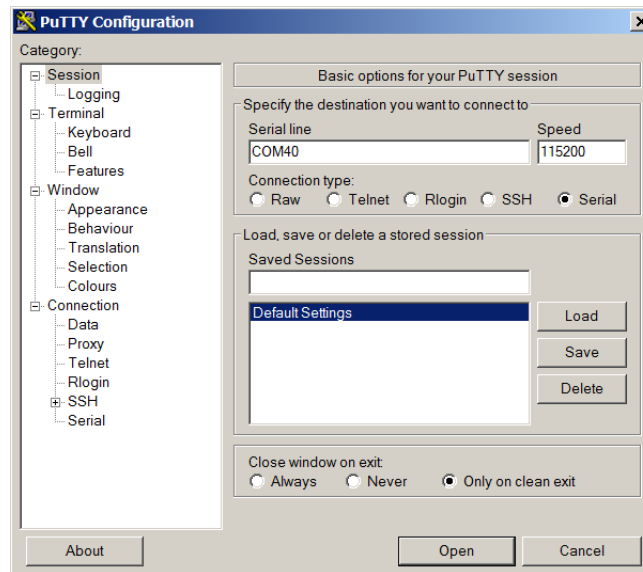 PuTTY Configuration
Category:
Session
Logging
Terminal
Keyboard
Bell
Features
Window
Appearance
Behaviour
Translation
Selection
Colours
Connection
Data
Proxy
Telnet
Rlogin
SSH
Serial
Basic options for your PuTTY session
Specify the destination you want to connect to
Serial line Speed
COM40 115200
Connection type:
Raw Telnet Rlogin SSH Serial
Load, save or delete a stored session
Saved Sessions
Default Settings
Load
Save
Delete
Close window on exit:
Always Never Only on clean exit
About Open Cancel